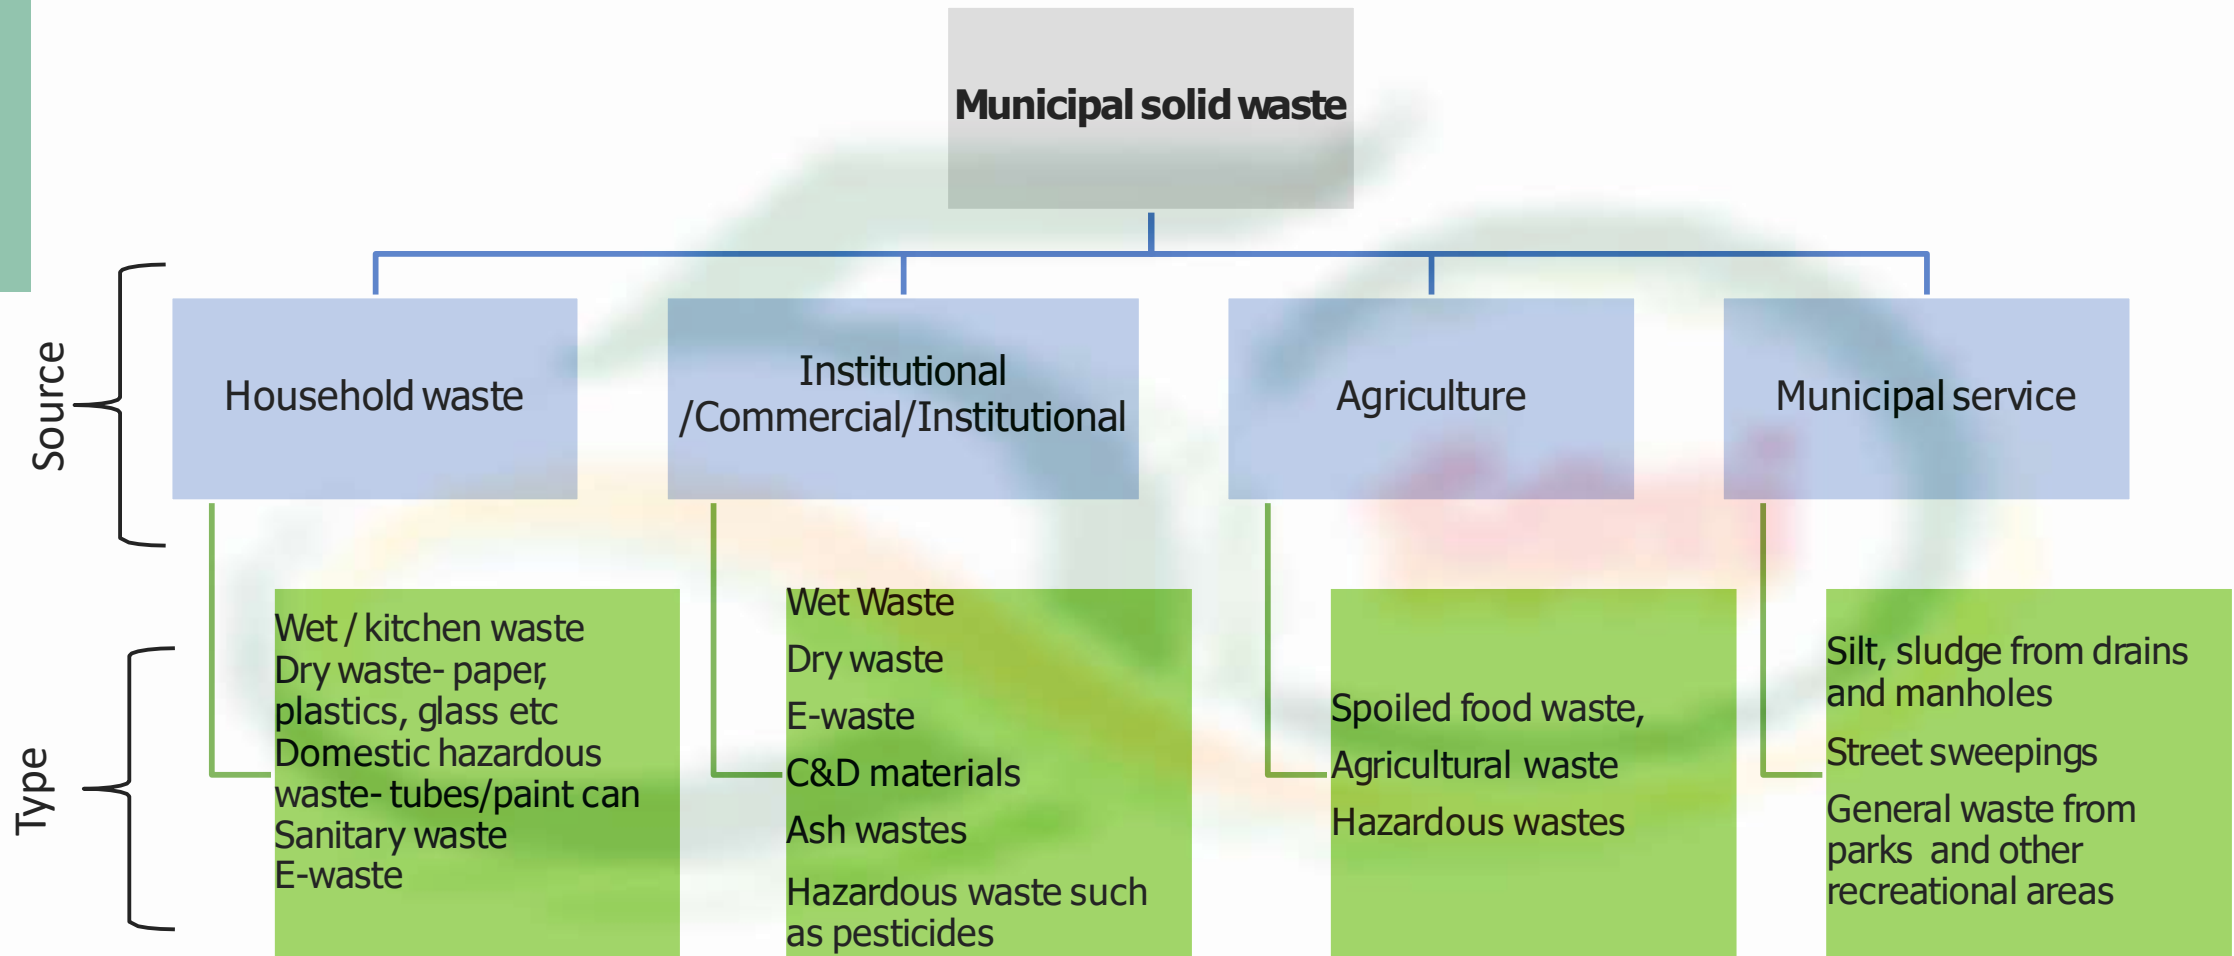 Municipal solid waste
Source
Household waste
Institutional
/Commercial/Institutional
Agriculture
Municipal service
Type
Wet / kitchen waste
Dry waste- paper,
plastics, glass etc
Domestic hazardous
waste- tubes/paint can
Sanitary waste
E-waste
Wet Waste
Dry waste
E-waste
C&D materials
Ash wastes
Hazardous waste such
as pesticides
Spoiled food waste,
Agricultural waste
Hazardous wastes
Silt, sludge from drains
and manholes
Street sweepings
General waste from
parks and other
recreational areas